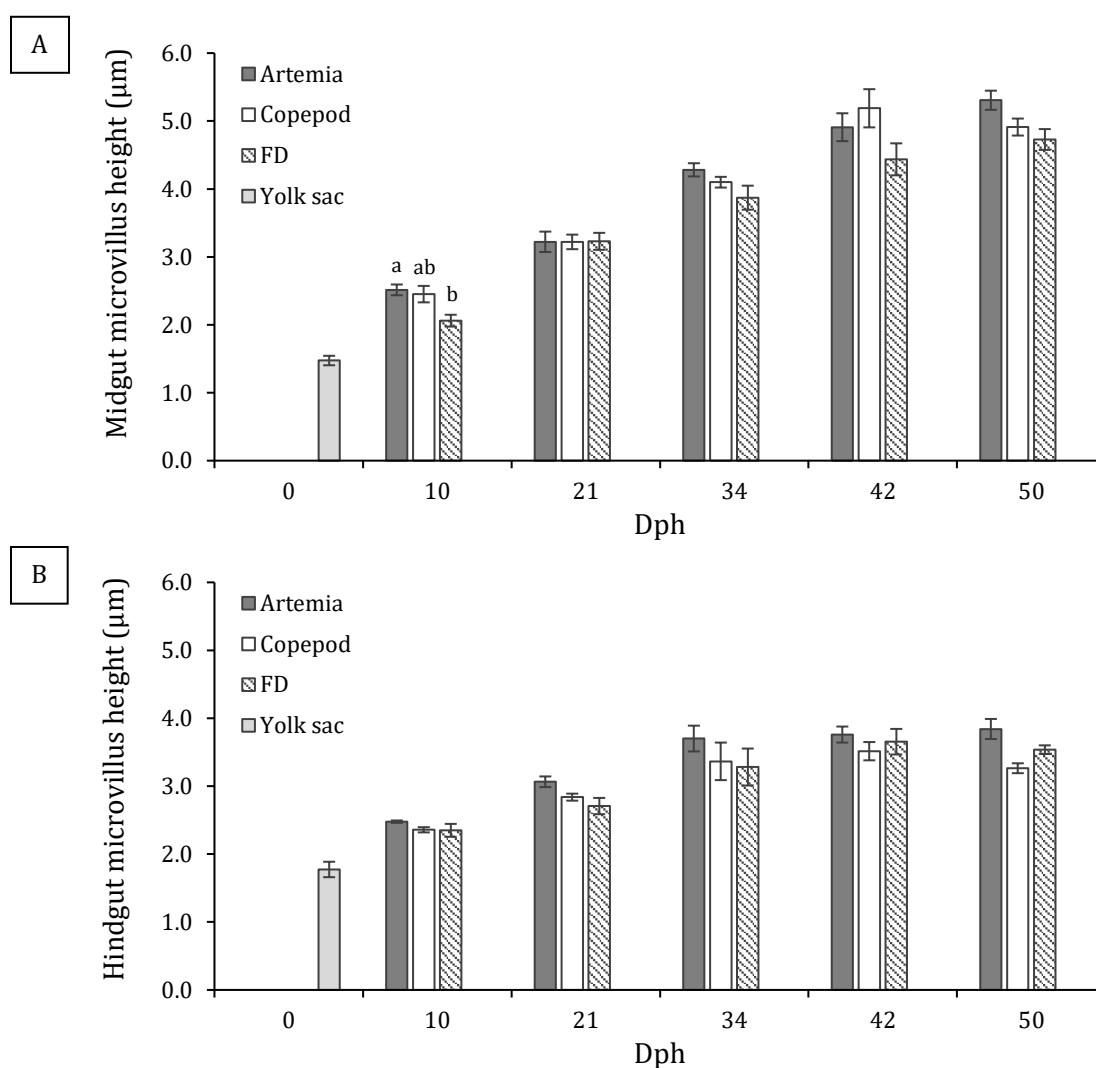 A
Midgut microvillus height (µm)
6.0
5.0
4.0
3.0
2.0
1.0
0.0
Artemia
Copepod
FD
Yolk sac
a ab b
0 10 21 34 42 50
Dph
B
Hindgut microvillus height (µm)
6.0
5.0
4.0
3.0
2.0
1.0
0.0
Artemia
Copepod
FD
Yolk sac
0 10 21 34 42 50
Dph